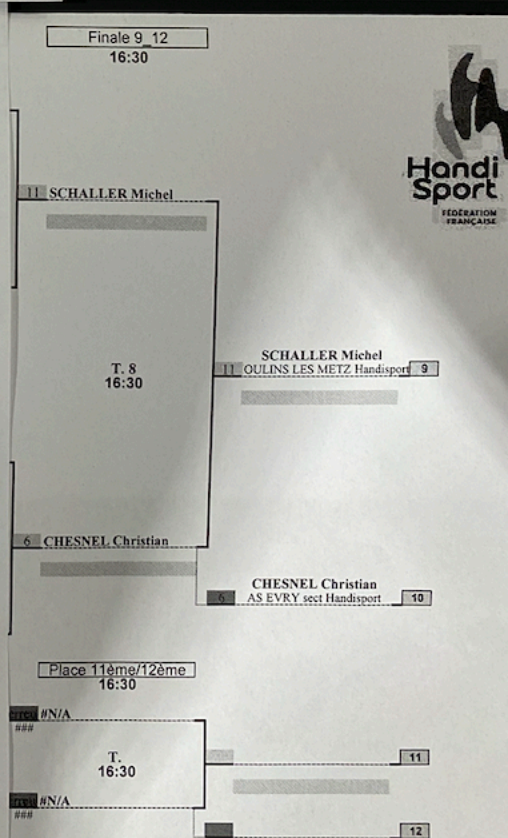 Finale 9_12
16:30
Handi
Sport
FÉDÉRATION
FRANÇAISE
11 SCHALLER Michel
T. 8
16:30
SCHALLER Michel
11 OULINS LES METZ Handisport 9
6 CHESNEL Christian
CHESNEL Christian
6 AS EVRY sect Handisport 10
Place 11ème/12ème
16:30
#N/A
###
T.
16:30
11
#N/A
###
12